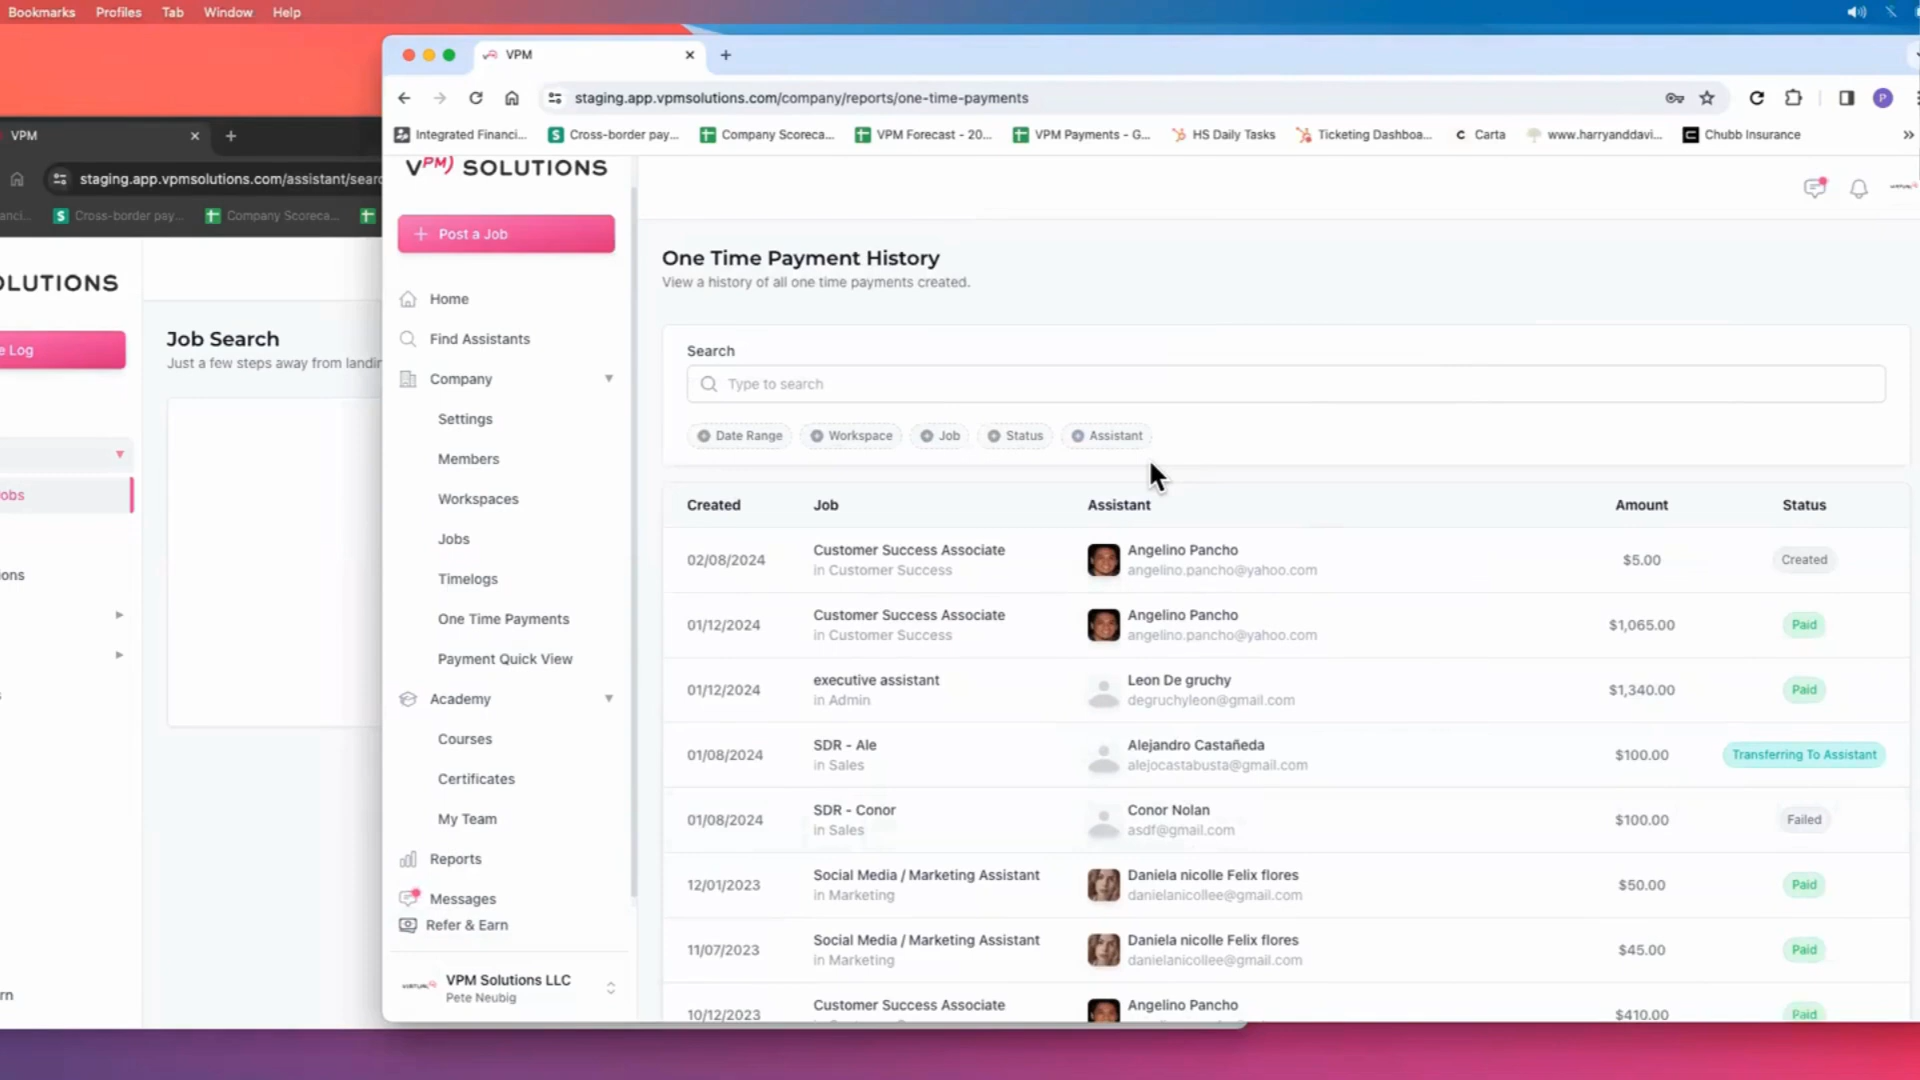 Bookmarks Profiles Tab Window Help
VPM
staging.app.vpmsolutions.com/assistant/sear
Cross-border pay... Company Scoreca...
OLUTIONS
e Log
obs
ons
rn
Job Search
Just a few steps away from landin
VPM
staging.app.vpmsolutions.com/company/reports/one-time-payments
P
Integrated Financi... Cross-border pay... Company Scoreca... VPM Forecast - 20... VPM Payments - G... HS Daily Tasks Ticketing Dashboa... Carta www.harryanddavi... Chubb Insurance
VPM) SOLUTIONS
+ Post a Job
Home
Find Assistants
Company
Settings
Members
Workspaces
Jobs
Timelogs
One Time Payments
Payment Quick View
Academy
Courses
Certificates
My Team
Reports
Messages
Refer & Earn
VPM Solutions LLC
Pete Neubig
One Time Payment History
View a history of all one time payments created.
Search
Type to search
Date Range Workspace Job Status Assistant
Created Job Assistant Amount Status
02/08/2024 Customer Success Associate Angelino Pancho $5.00 Created
in Customer Success angelino.pancho@yahoo.com
01/12/2024 Customer Success Associate Angelino Pancho $1,065.00 Paid
in Customer Success angelino.pancho@yahoo.com
01/12/2024 executive assistant Leon De gruchy $1,340.00 Paid
in Admin degruchyleon@gmail.com
01/08/2024 SDR - Ale Alejandro Castañeda $100.00 Transferring To Assistant
in Sales alejocastabusta@gmail.com
01/08/2024 SDR - Conor Conor Nolan $100.00 Failed
in Sales asdf@gmail.com
12/01/2023 Social Media / Marketing Assistant Daniela nicolle Felix flores $50.00 Paid
in Marketing danielanicollee@gmail.com
11/07/2023 Social Media / Marketing Assistant Daniela nicolle Felix flores $45.00 Paid
in Marketing danielanicollee@gmail.com
10/12/2023 Customer Success Associate Angelino Pancho $410.00 Paid